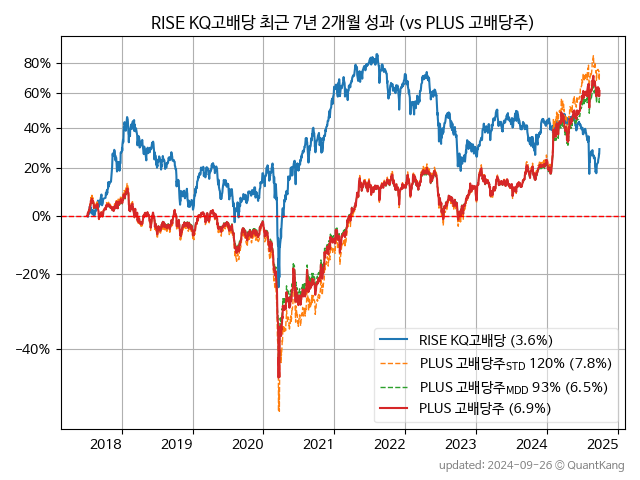 RISE KQ고배당 최근 7년 2개월 성과 (vs PLUS 고배당주)
80%
60%
40%
20%
0%
−20%
−40%
RISE KQ고배당 (3.6%)
PLUS 고배당주STD 120% (7.8%)
PLUS 고배당주MDD 93% (6.5%)
PLUS 고배당주 (6.9%)
2018 2019 2020 2021 2022 2023 2024 2025
updated: 2024-09-26 © QuantKang